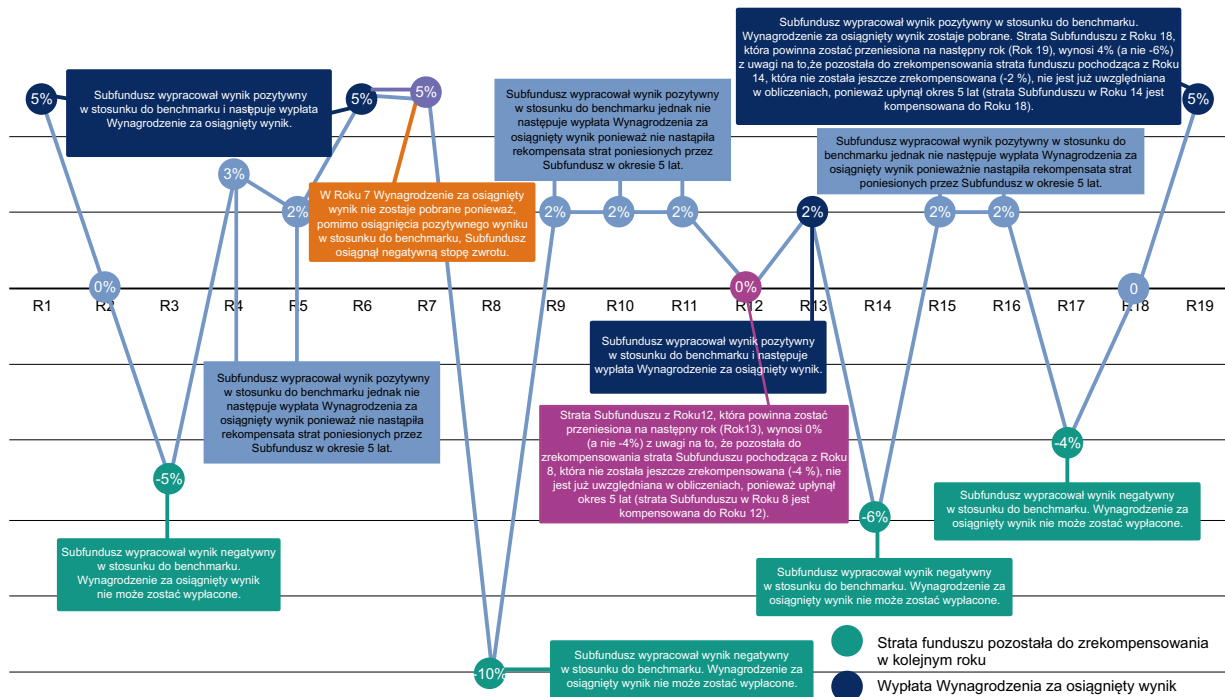 Subfundusz wypracował wynik pozytywny w stosunku do benchmarku.
Wynagrodzenie za osiągnięty wynik zostaje pobrane. Strata Subfunduszu z Roku 18,
która powinna zostać przeniesiona na następny rok (Rok 19), wynosi 4% (a nie -6%)
z uwagi na to,że pozostała do zrekompensowania strata funduszu pochodząca z Roku
14, która nie została jeszcze zrekompensowana (-2 %), nie jest już uwzględniana
w obliczeniach, ponieważ upłynął okres 5 lat (strata Subfunduszu w Roku 14 jest
kompensowana do Roku 18).
5%
Subfundusz wypracował wynik pozytywny
w stosunku do benchmarku i następuje wypłata
Wynagrodzenie za osiągnięty wynik.
5%
5%
Subfundusz wypracował wynik pozytywny
w stosunku do benchmarku jednak nie
następuje wypłata Wynagrodzenia za
osiągnięty wynik ponieważ nie nastąpiła
rekompensata strat poniesionych przez
Subfundusz w okresie 5 lat.
5%
Subfundusz wypracował wynik pozytywny w stosunku do
benchmarku jednak nie następuje wypłata Wynagrodzenia za
osiągnięty wynik ponieważnie nastąpiła rekompensata strat
poniesionych przez Subfundusz w okresie 5 lat.
3%
2%
W Roku 7 Wynagrodzenie za osiągnięty
wynik nie zostaje pobrane ponieważ,
pomimo osiągnięcia pozytywnego wyniku
w stosunku do benchmarku, Subfundusz
osiągnął negatywną stopę zwrotu.
2%
2%
2%
2%
2%
2%
0%
0%
0
R1
R2
R3
R4
R5
R6
R7
R8
R9
R10
R11
R12
R13
R14
R15
R16
R17
R18
R19
Subfundusz wypracował wynik pozytywny
w stosunku do benchmarku i następuje
wypłata Wynagrodzenie za osiągnięty wynik.
Subfundusz wypracował wynik pozytywny
w stosunku do benchmarku jednak nie
następuje wypłata Wynagrodzenia za
osiągnięty wynik ponieważ nie nastąpiła
rekompensata strat poniesionych przez
Subfundusz w okresie 5 lat.
Strata Subfunduszu z Roku12, która powinna zostać
przeniesiona na następny rok (Rok13), wynosi 0%
(a nie -4%) z uwagi na to, że pozostała do
zrekompensowania strata Subfunduszu pochodząca z Roku
8, która nie została jeszcze zrekompensowana (-4 %), nie
jest już uwzględniana w obliczeniach, ponieważ upłynął
okres 5 lat (strata Subfunduszu w Roku 8 jest
kompensowana do Roku 12).
-4%
-5%
Subfundusz wypracował wynik negatywny
w stosunku do benchmarku. Wynagrodzenie za
osiągnięty wynik nie może zostać wypłacone.
-6%
Subfundusz wypracował wynik negatywny
w stosunku do benchmarku.
Wynagrodzenie za osiągnięty wynik
nie może zostać wypłacone.
Subfundusz wypracował wynik negatywny
w stosunku do benchmarku. Wynagrodzenie za
osiągnięty wynik nie może zostać wypłacone.
-10%
Subfundusz wypracował wynik negatywny
w stosunku do benchmarku. Wynagrodzenie za
osiągnięty wynik nie może zostać wypłacone.
Strata funduszu pozostała do zrekompensowania
w kolejnym roku
Wypłata Wynagrodzenia za osiągnięty wynik